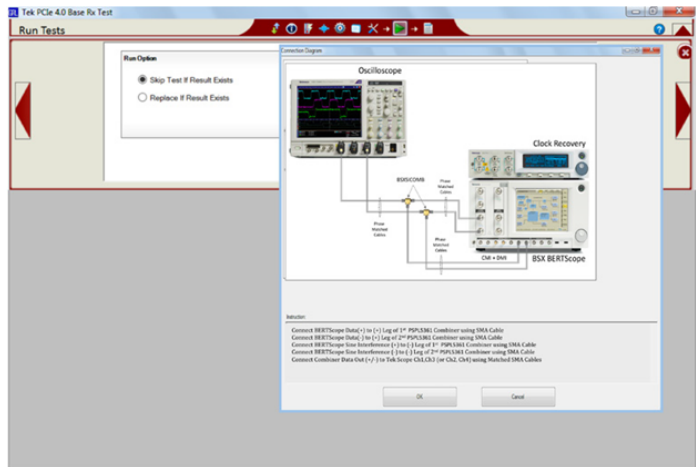 Tek PCIe 4.0 Base Rx Test
Run Tests
Run Option
Skip Test If Result Exists
Replace If Result Exists
Connection Diagram
Oscilloscope
Clock Recovery
BSXSICOMB
Phase
Matched
Cables
Phase
Matched
Cables
Phase
Matched
Cables
CMI + DMI
BSX BERTScope
Instruction:
Connect BERTScope Data(+) to (+) Leg of 1st PSPL5361 Combiner using SMA Cable
Connect BERTScope Data(-) to (+) Leg of 2nd PSPL5361 Combiner using SMA Cable
Connect BERTScope Sine Interference (+) to (-) Leg of 1st PSPL5361 Combiner using SMA Cable
Connect BERTScope Sine Interference (-) to (-) Leg of 2nd PSPL5361 Combiner using SMA Cable
Connect Combiner Data Out (+/-) to Tek Scope Ch1,Ch3 (or Ch2, Ch4) using Matched SMA Cables
OK
Cancel